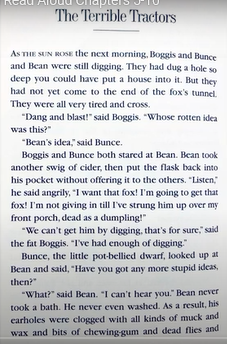 Read Aloud Chapters 5-10
The Terrible Tractors
AS THE SUN ROSE the next morning, Boggis and Bunce
and Bean were still digging. They had dug a hole so
deep you could have put a house into it. But they
had not yet come to the end of the fox's tunnel.
They were all very tired and cross.
"Dang and blast!" said Boggis. "Whose rotten idea
was this?"
"Bean's idea," said Bunce.
Boggis and Bunce both stared at Bean. Bean took
another swig of cider, then put the flask back into
his pocket without offering it to the others. "Listen,"
he said angrily, "I want that fox! I'm going to get that
fox! I'm not giving in till I've strung him up over my
front porch, dead as a dumpling!"
"We can't get him by digging, that's for sure," said
the fat Boggis. "I've had enough of digging."
Bunce, the little pot-bellied dwarf, looked up at
Bean and said, "Have you got any more stupid ideas,
then?"
"What?" said Bean. "I can't hear you." Bean never
took a bath. He never even washed. As a result, his
earholes were clogged with all kinds of muck and
wax and bits of chewing-gum and dead flies and